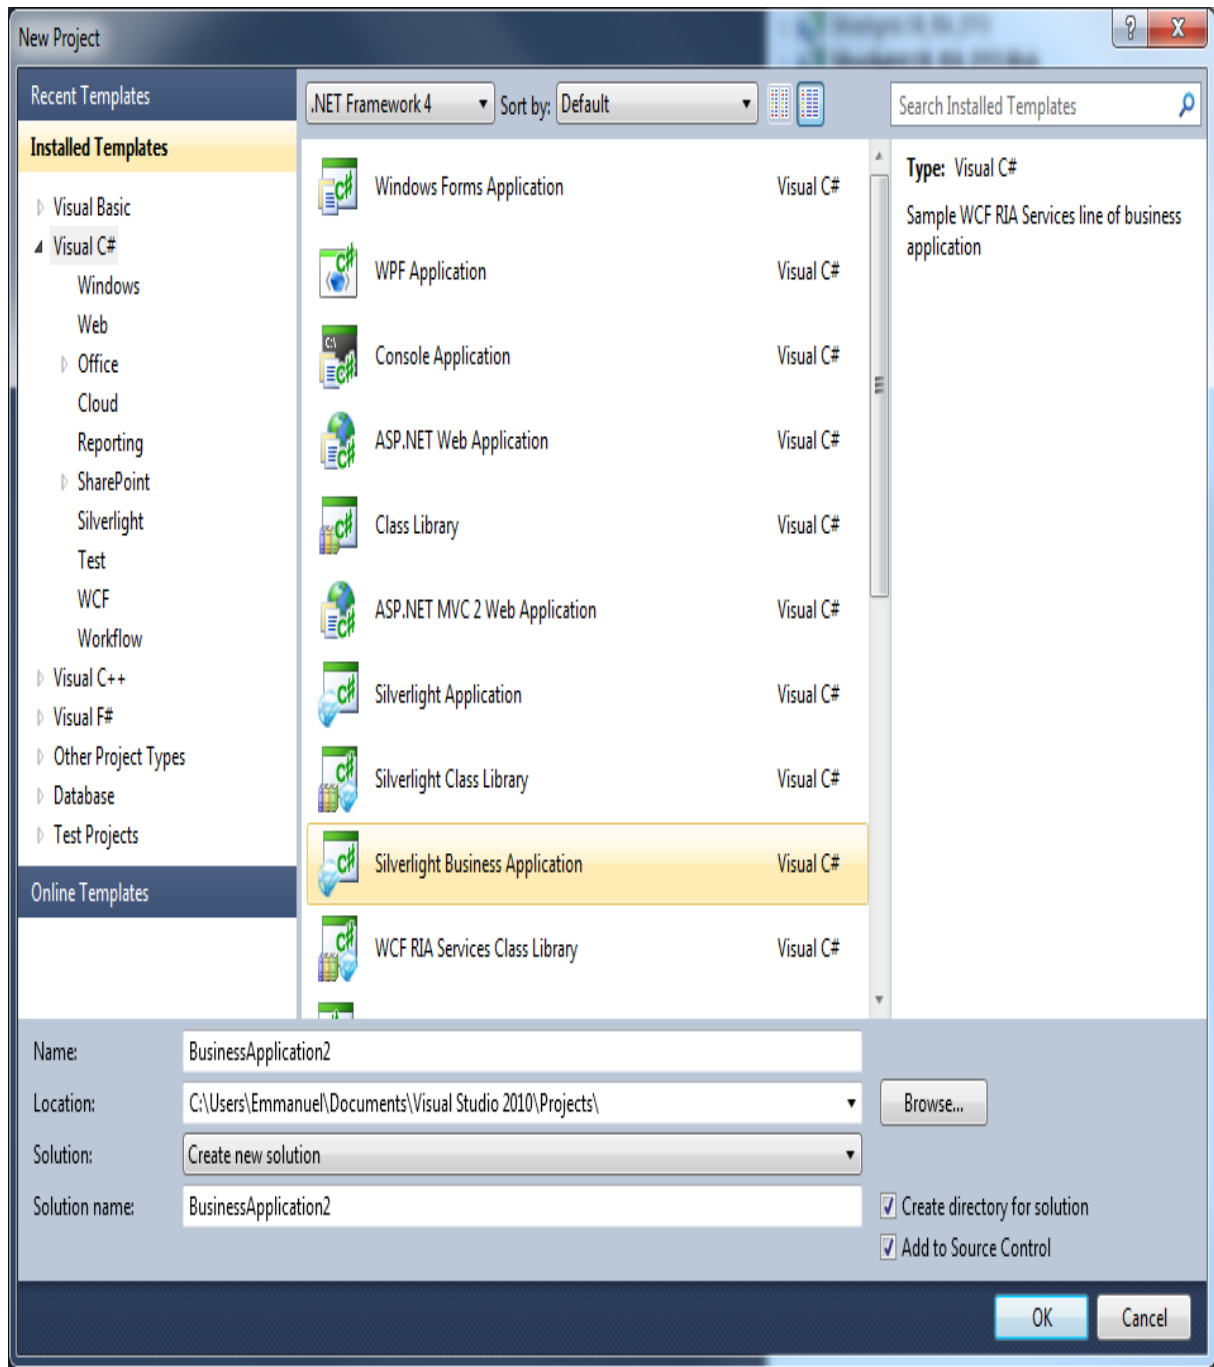 New Project
Recent Templates
.NET Framework 4
Sort by:
Default
Search Installed Templates
Installed Templates
Visual Basic
Visual C#
Windows
Web
Office
Cloud
Reporting
SharePoint
Silverlight
Test
WCF
Workflow
Visual C++
Visual F#
Other Project Types
Database
Test Projects
Online Templates
Windows Forms Application Visual C#
WPF Application Visual C#
Console Application Visual C#
ASP.NET Web Application Visual C#
Class Library Visual C#
ASP.NET MVC 2 Web Application Visual C#
Silverlight Application Visual C#
Silverlight Class Library Visual C#
Silverlight Business Application Visual C#
WCF RIA Services Class Library Visual C#
Type: Visual C#
Sample WCF RIA Services line of business
application
Name: BusinessApplication2
Location: C:\Users\Emmanuel\Documents\Visual Studio 2010\Projects\
Browse...
Solution: Create new solution
Solution name: BusinessApplication2
Create directory for solution
Add to Source Control
OK
Cancel